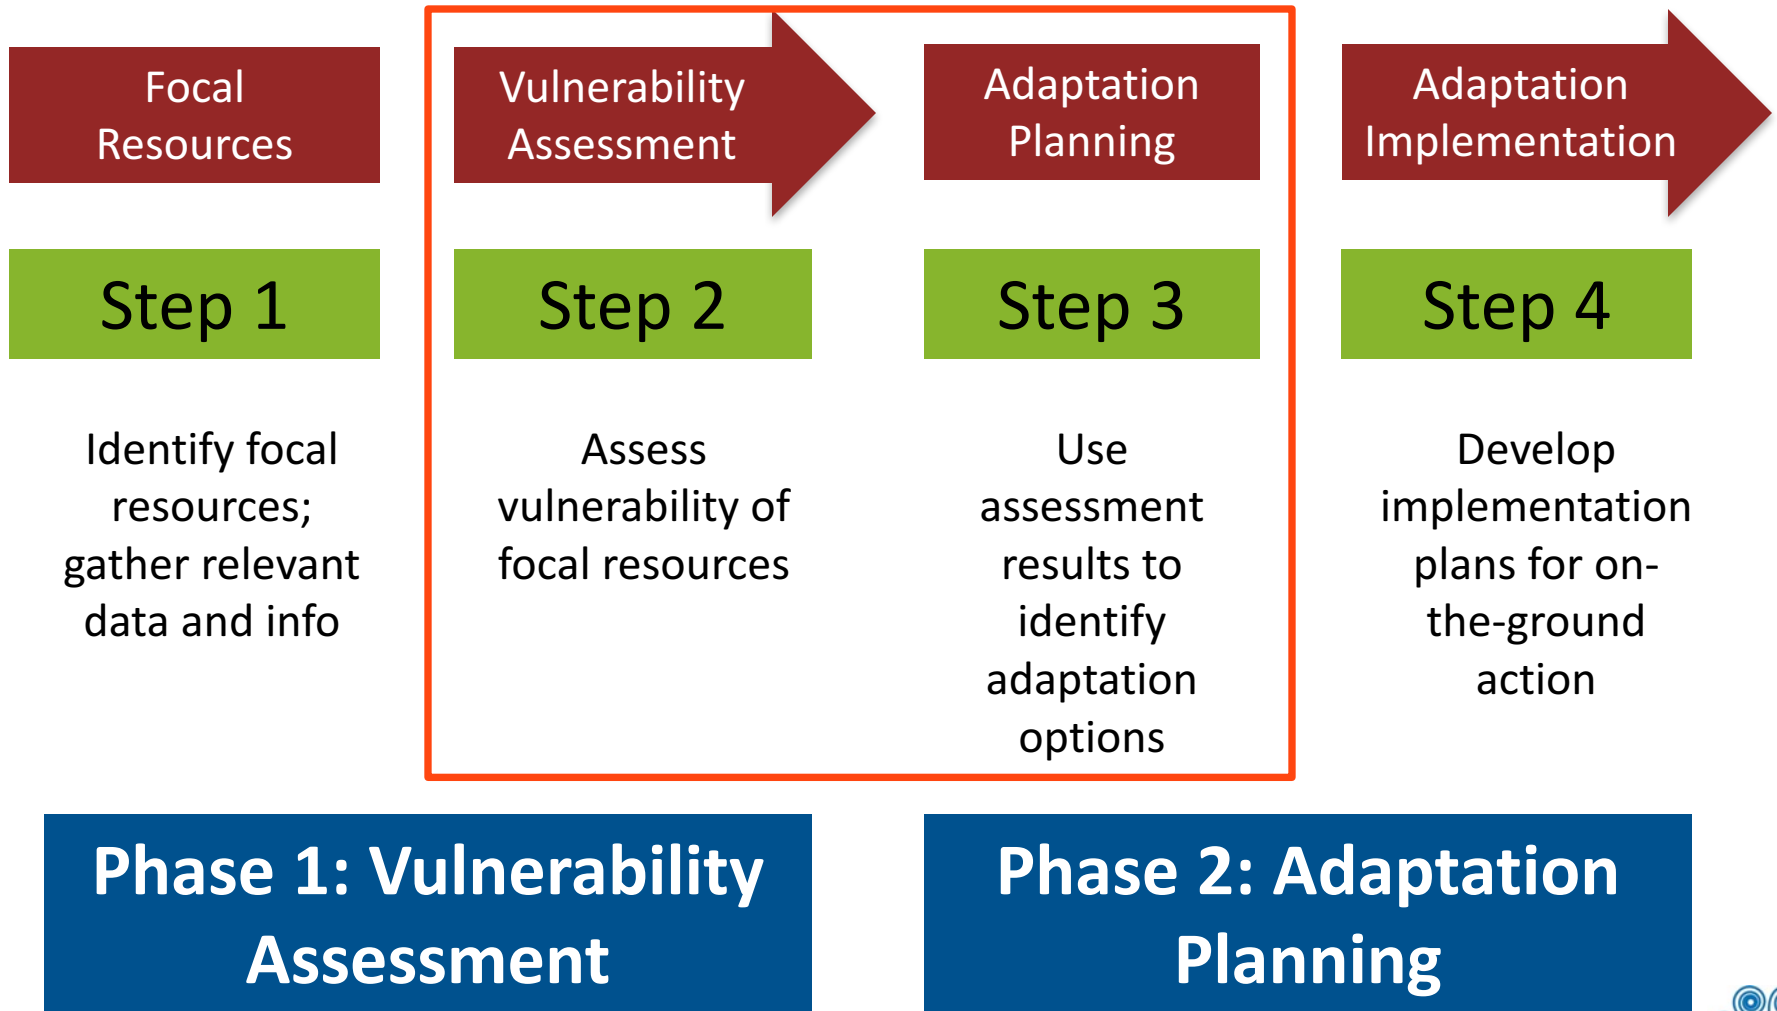 Focal
Resources
Vulnerability
Assessment
Adaptation
Planning
Adaptation
Implementation
Step 1
Step 2
Step 3
Step 4
Identify focal
resources;
gather relevant
data and info
Assess
vulnerability of
focal resources
Use
assessment
results to
identify
adaptation
options
Develop
implementation
plans for on-
the-ground
action
Phase 1: Vulnerability
Assessment
Phase 2: Adaptation
Planning